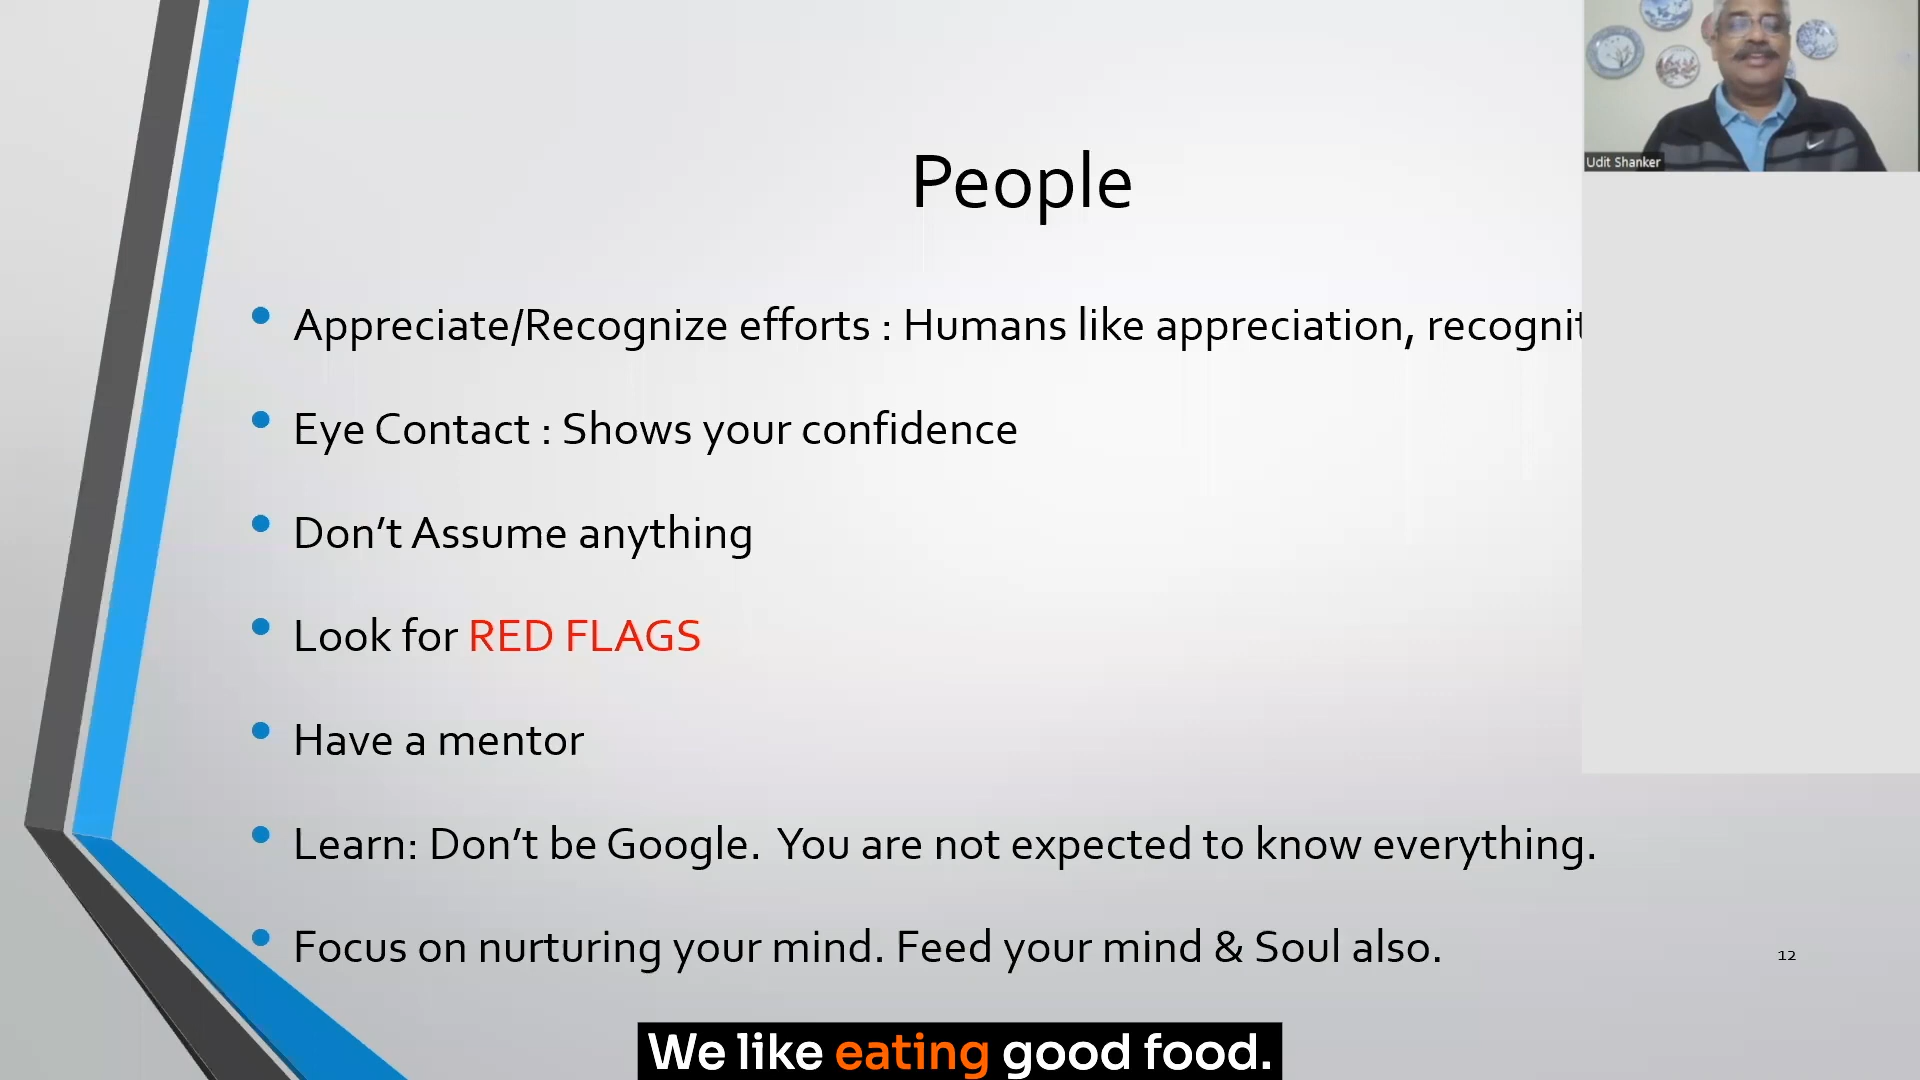 Udit Shanker
People
Appreciate/Recognize efforts : Humans like appreciation,
Eye Contact : Shows your confidence
Don’t Assume anything
Look for RED FLAGS
Have a mentor
Learn: Don’t be Google. You are not expected to know everything.
Focus on nurturing your mind. Feed your mind & Soul also.
12
We like eating good food.